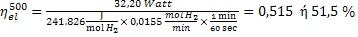 η_el^500 = 32,20 Watt / (241.826 J/mol H₂ × 0,0155 mol H₂/min × 1 min/60 sec) = 0,515 ή 51,5 %